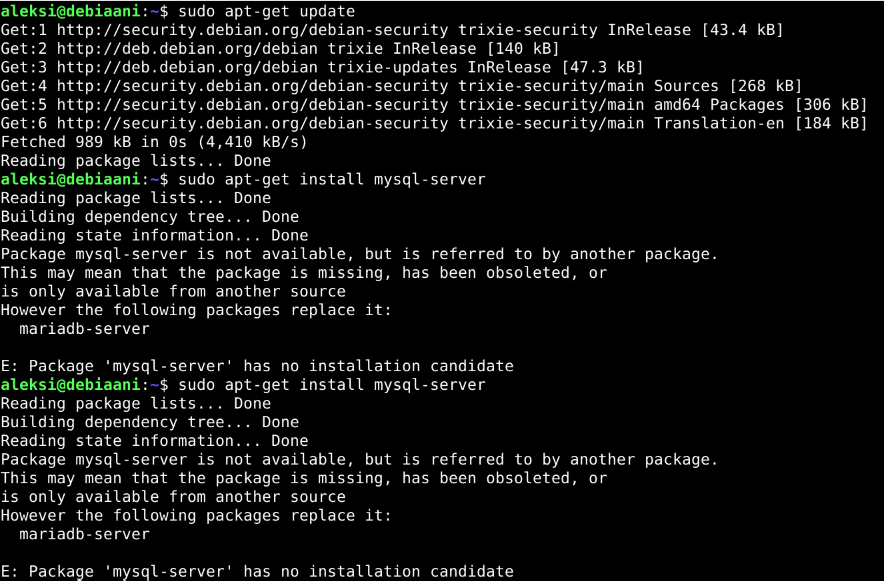 aleksi@debiaani:~$ sudo apt-get update
Get:1 http://security.debian.org/debian-security trixie-security InRelease [43.4 kB]
Get:2 http://deb.debian.org/debian trixie InRelease [140 kB]
Get:3 http://deb.debian.org/debian trixie-updates InRelease [47.3 kB]
Get:4 http://security.debian.org/debian-security trixie-security/main Sources [268 kB]
Get:5 http://security.debian.org/debian-security trixie-security/main amd64 Packages [306 kB]
Get:6 http://security.debian.org/debian-security trixie-security/main Translation-en [184 kB]
Fetched 989 kB in 0s (4,410 kB/s)
Reading package lists... Done
aleksi@debiaani:~$ sudo apt-get install mysql-server
Reading package lists... Done
Building dependency tree... Done
Reading state information... Done
Package mysql-server is not available, but is referred to by another package.
This may mean that the package is missing, has been obsoleted, or
is only available from another source
However the following packages replace it:
  mariadb-server

E: Package 'mysql-server' has no installation candidate
aleksi@debiaani:~$ sudo apt-get install mysql-server
Reading package lists... Done
Building dependency tree... Done
Reading state information... Done
Package mysql-server is not available, but is referred to by another package.
This may mean that the package is missing, has been obsoleted, or
is only available from another source
However the following packages replace it:
  mariadb-server

E: Package 'mysql-server' has no installation candidate